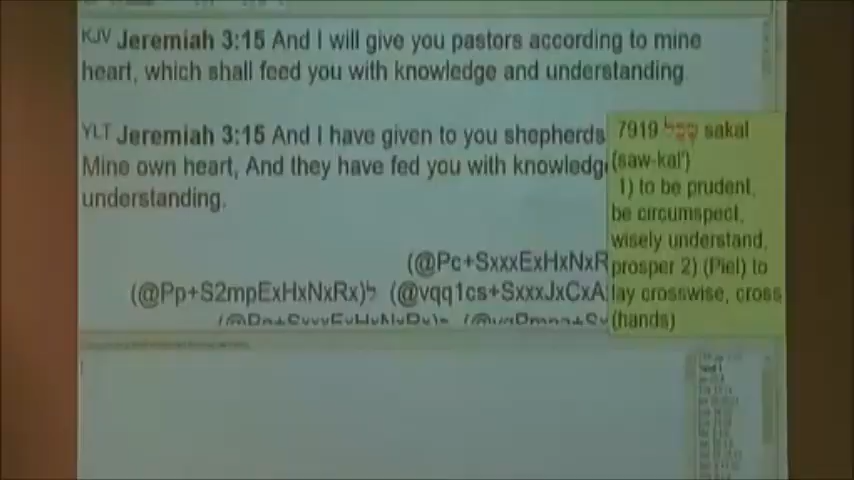 KJV Jeremiah 3:15 And I will give you pastors according to mine
heart, which shall feed you with knowledge and understanding.
YLT Jeremiah 3:15 And I have given to you shepherds
Mine own heart, And they have fed you with knowledg
understanding.
(@Pc+SxxxExHxNxR
(@Pp+S2mpExHxNxRx)ל (@vqq1cs+SxxxJxCxA
7919 שׂכל sakal
(saw-kal')
1) to be prudent,
be circumspect,
wisely understand,
prosper 2) (Piel) to
lay crosswise, cross
(hands)